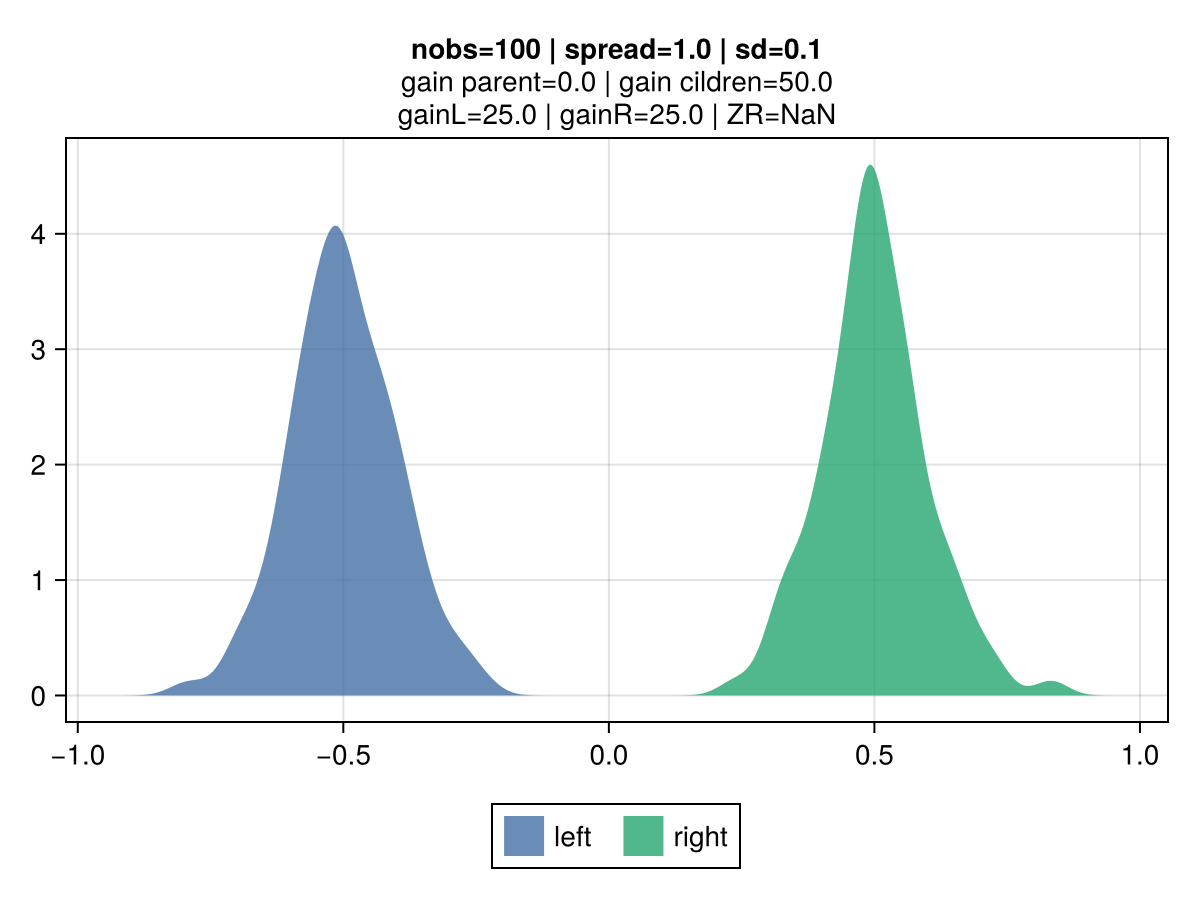 nobs=100 | spread=1.0 | sd=0.1
gain parent=0.0 | gain cildren=50.0
gainL=25.0 | gainR=25.0 | ZR=NaN
4
3
2
1
0
−1.0 −0.5 0.0 0.5 1.0
left right